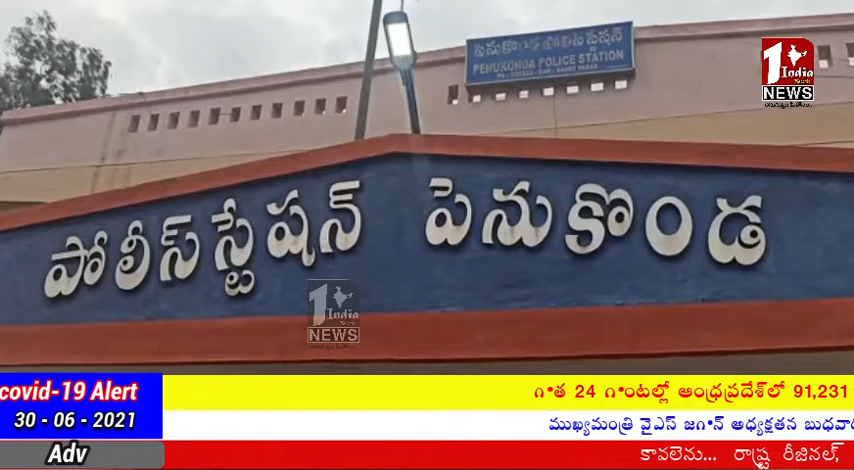 పెనుకొండ పోలీసు స్టేషన్
PENUKONDA POLICE STATION
1
India
తెలుగు
NEWS
పోలీస్ స్టేషన్ పెనుకొండ
1
India
తెలుగు
NEWS
covid-19 Alert
30 - 06 - 2021
Adv
గత 24 గంటల్లో ఆంధ్రప్రదేశ్‌లో 91,231
ముఖ్యమంత్రి వైఎస్ జగన్ అధ్యక్షతన బుధవా
కావలెను... రాష్ట్ర రీజినల్,